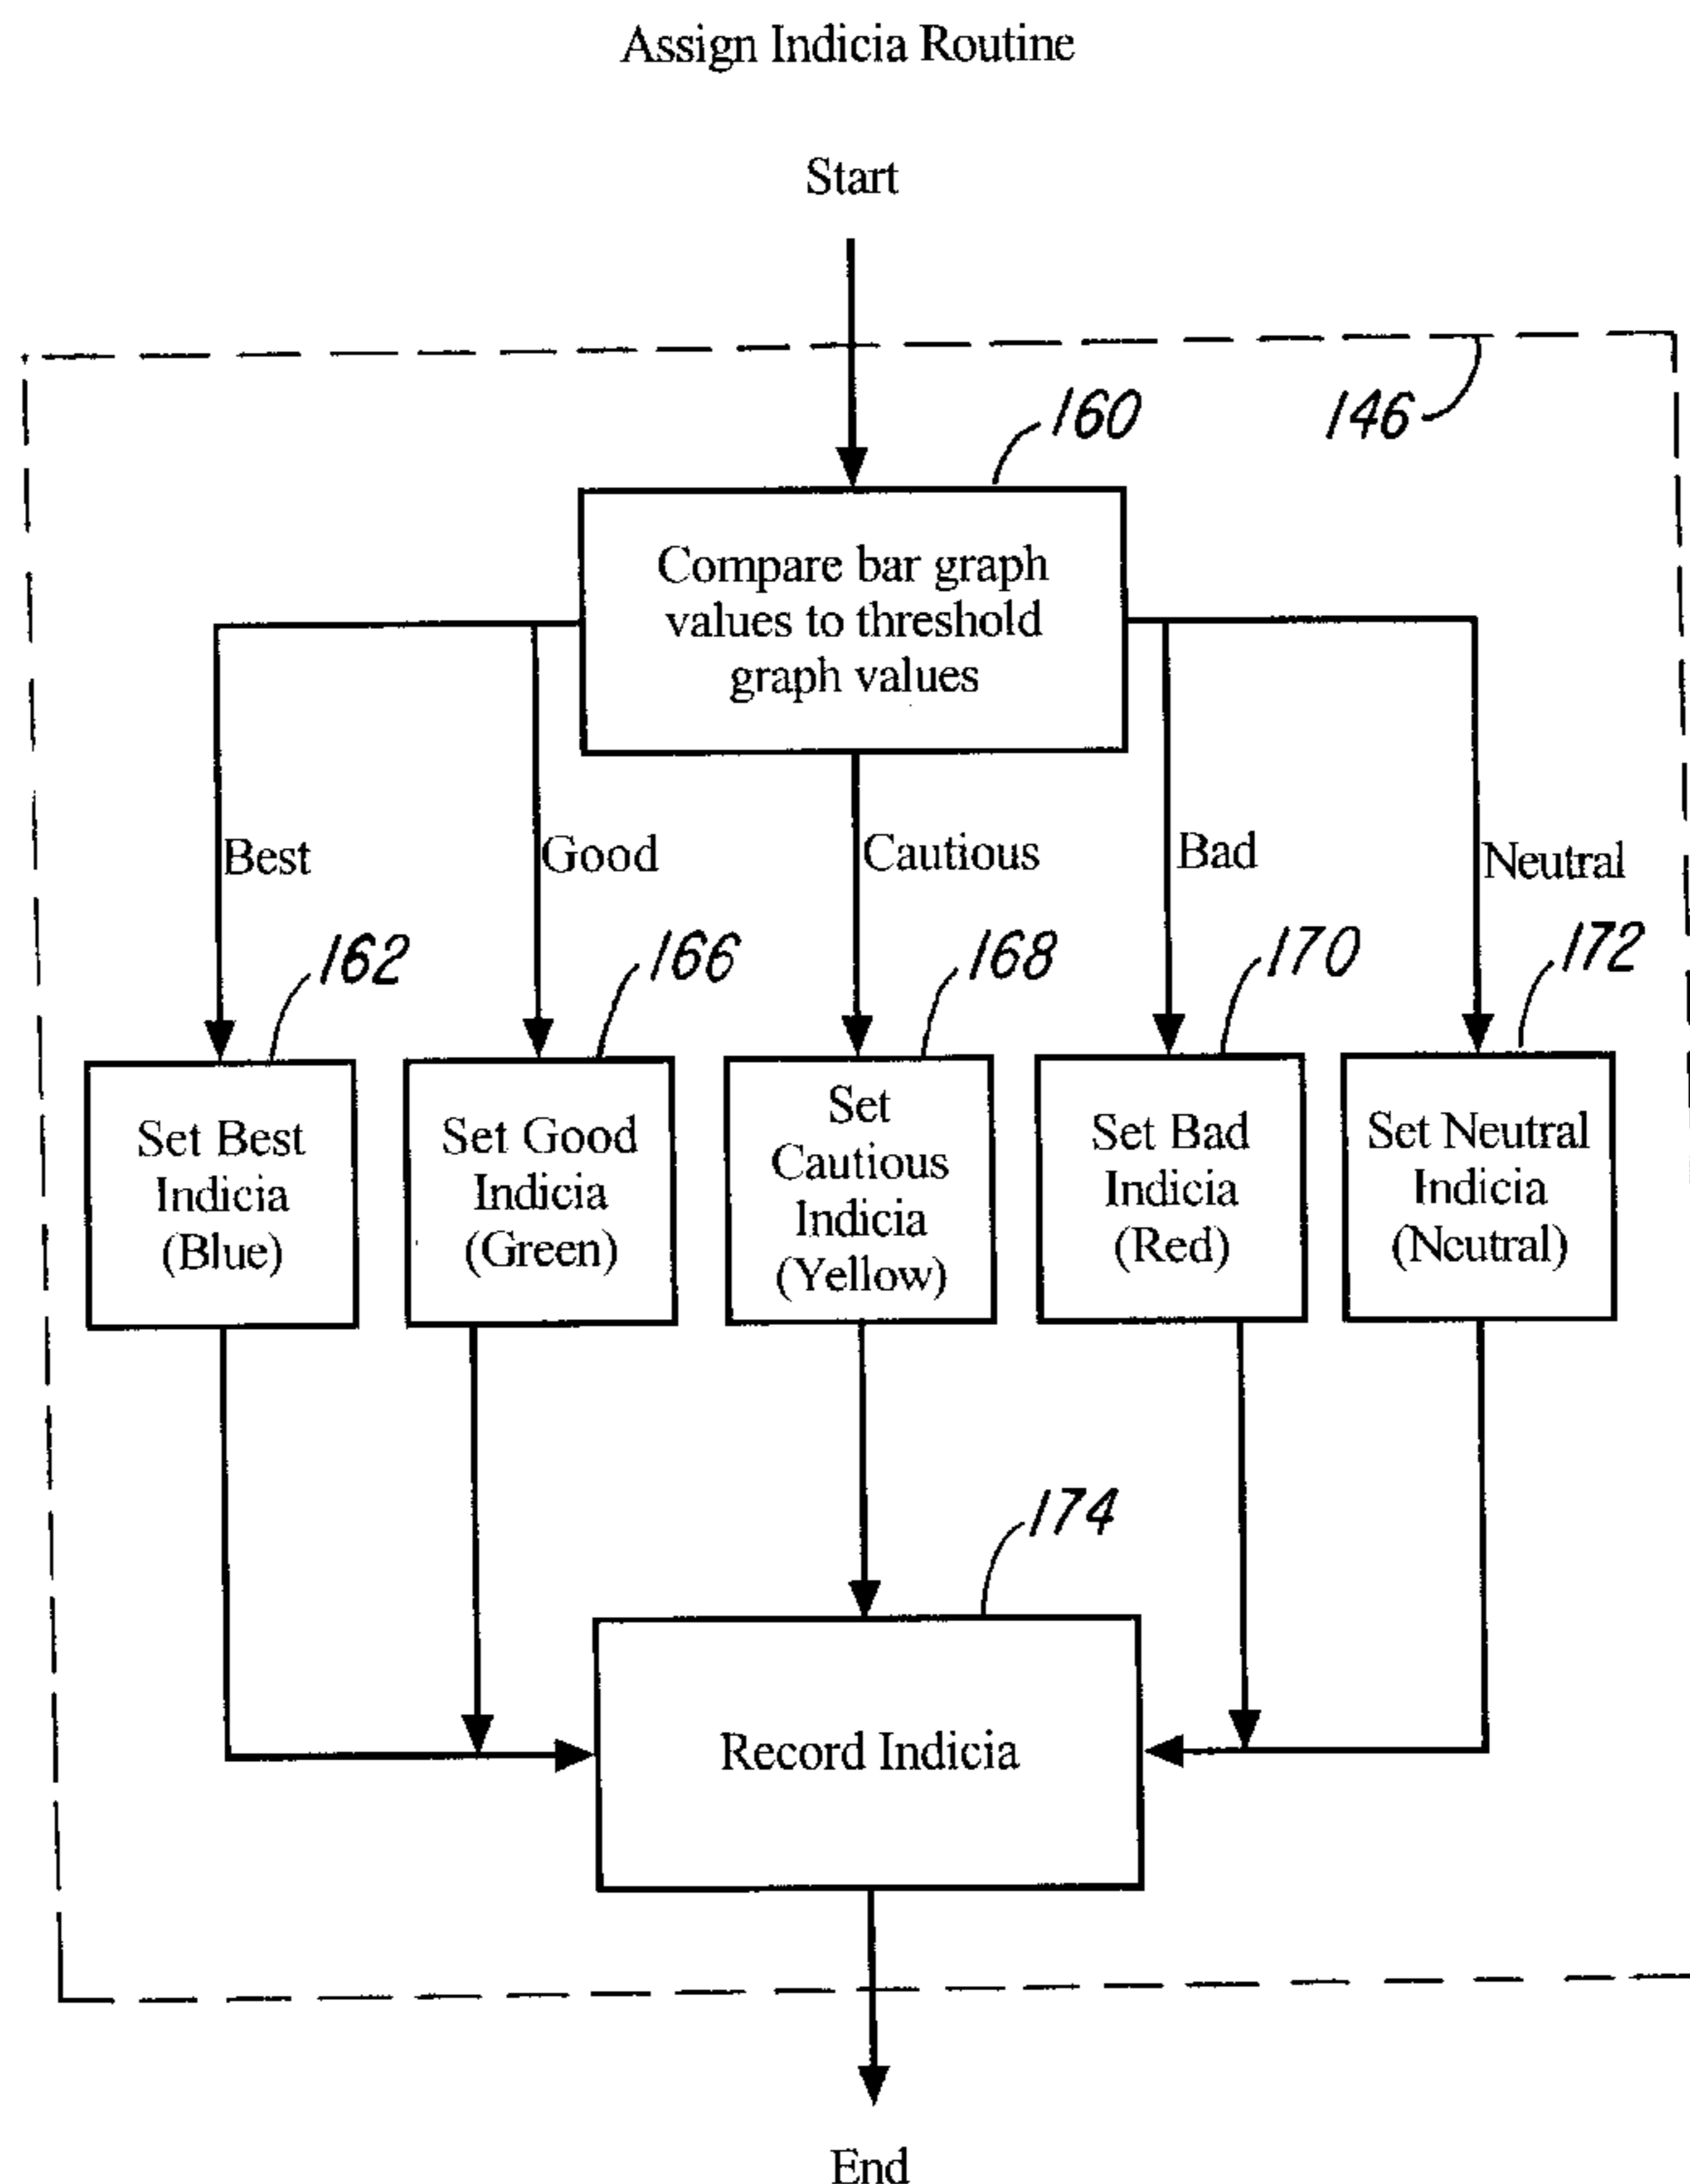 Assign Indicia Routine
Start
146
160
Compare bar graph
values to threshold
graph values
Best
Good
Cautious
Bad
Neutral
162
166
168
170
172
Set Best
Indicia
(Blue)
Set Good
Indicia
(Green)
Set
Cautious
Indicia
(Yellow)
Set Bad
Indicia
(Red)
Set Neutral
Indicia
(Neutral)
174
Record Indicia
End